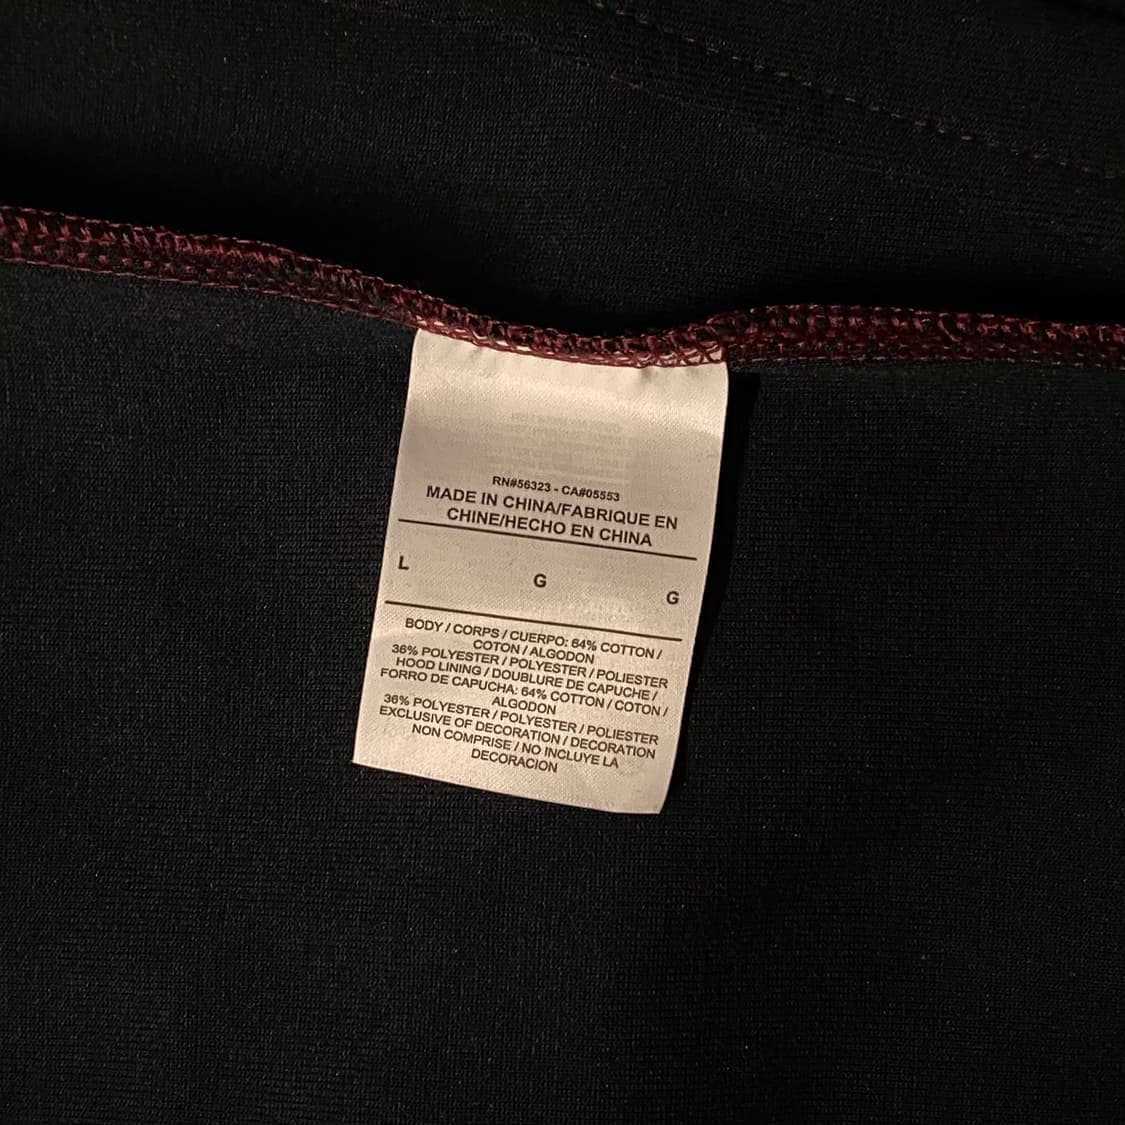 RN#56323 - CA#05553
MADE IN CHINA/FABRIQUE EN
CHINE/HECHO EN CHINA
L G G
BODY / CORPS / CUERPO: 64% COTTON /
COTON / ALGODON
36% POLYESTER / POLYESTER / POLIESTER
HOOD LINING / DOUBLURE DE CAPUCHE /
FORRO DE CAPUCHA: 64% COTTON / COTON /
ALGODON
36% POLYESTER / POLYESTER / POLIESTER
EXCLUSIVE OF DECORATION / DECORATION
NON COMPRISE / NO INCLUYE LA
DECORACION